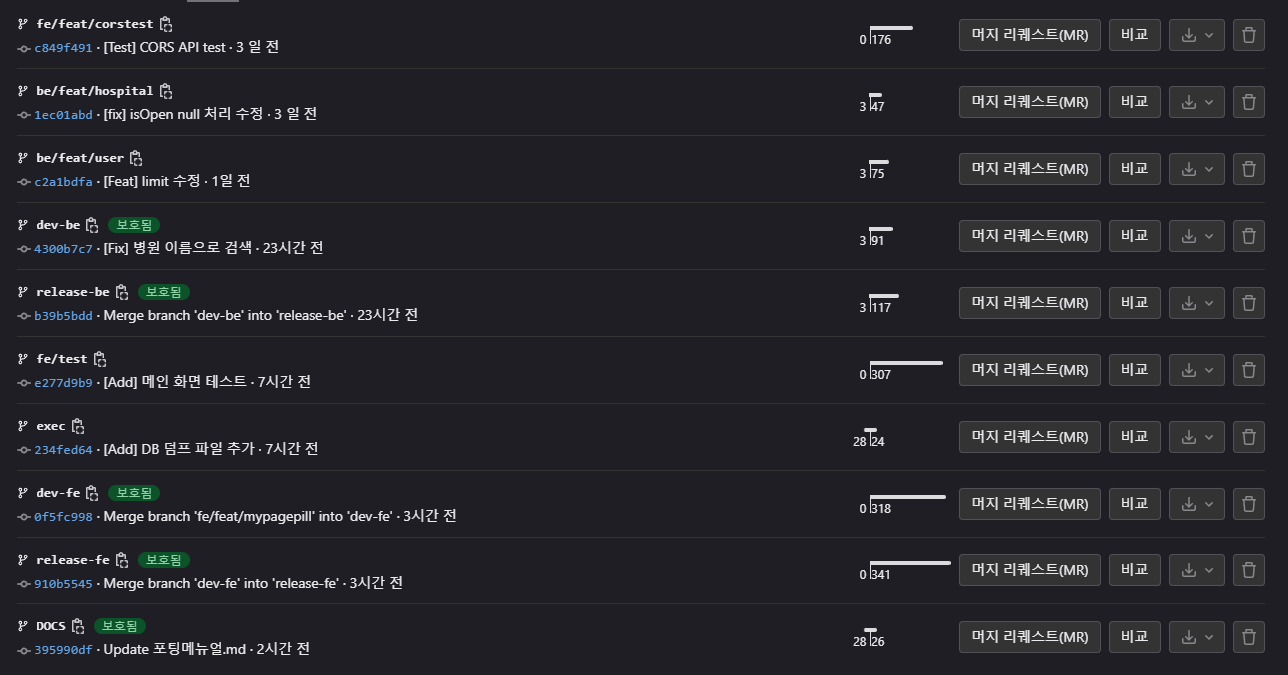 fe/feat/corstest
0 176 머지 리퀘스트(MR) 비교
c849f491 · [Test] CORS API test · 3 일 전
be/feat/hospital
3 47 머지 리퀘스트(MR) 비교
1ec01abd · [fix] isOpen null 처리 수정 · 3 일 전
be/feat/user
3 75 머지 리퀘스트(MR) 비교
c2a1bdfa · [Feat] limit 수정 · 1일 전
dev-be 보호됨
3 91 머지 리퀘스트(MR) 비교
4300b7c7 · [Fix] 병원 이름으로 검색 · 23시간 전
release-be 보호됨
3 117 머지 리퀘스트(MR) 비교
b39b5bdd · Merge branch 'dev-be' into 'release-be' · 23시간 전
fe/test
0 307 머지 리퀘스트(MR) 비교
e277d9b9 · [Add] 메인 화면 테스트 · 7시간 전
exec
28 24 머지 리퀘스트(MR) 비교
234fed64 · [Add] DB 덤프 파일 추가 · 7시간 전
dev-fe 보호됨
0 318 머지 리퀘스트(MR) 비교
0f5fc998 · Merge branch 'fe/feat/mypagepill' into 'dev-fe' · 3시간 전
release-fe 보호됨
0 341 머지 리퀘스트(MR) 비교
910b5545 · Merge branch 'dev-fe' into 'release-fe' · 3시간 전
DOCS 보호됨
28 26 머지 리퀘스트(MR) 비교
395990df · Update 포팅메뉴얼.md · 2시간 전